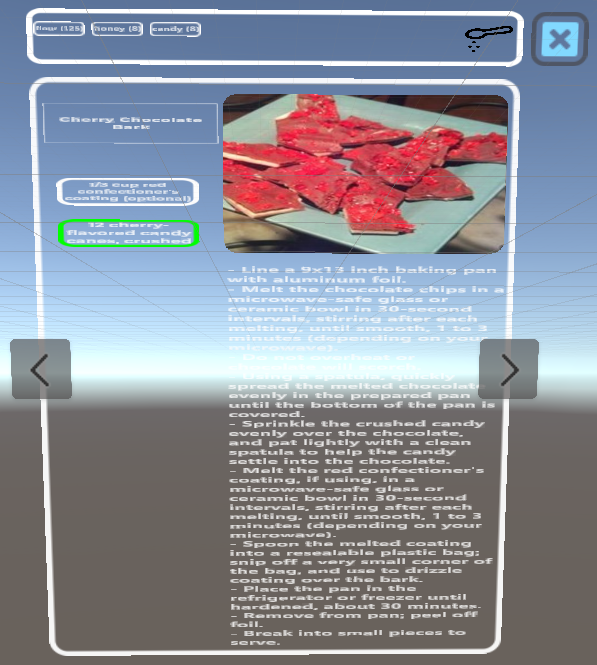 flour (125)
honey (8)
candy (8)
Cherry Chocolate
Bark
1/3 cup red
confectioner's
coating (optional)
12 cherry-
flavored candy
canes, crushed
- Line a 9x13 inch baking pan
with aluminum foil.
- Melt the chocolate chips in a
microwave-safe glass or
ceramic bowl in 30-second
intervals, stirring after each
melting, until smooth, 1 to 3
minutes (depending on your
microwave).
- Do not overheat or
- Using a spatula, quickly
spread the melted chocolate
evenly in the prepared pan
until the bottom of the pan is
covered.
- Sprinkle the crushed candy
evenly over the chocolate,
and pat lightly with a clean
spatula to help the candy
settle into the chocolate.
- Melt the red confectioner's
coating, if using, in a
microwave-safe glass or
ceramic bowl in 30-second
intervals, stirring after each
melting, until smooth, 1 to 3
minutes (depending on your
microwave).
- Spoon the melted coating
into a resealable plastic bag;
snip off a very small corner of
the bag, and use to drizzle
coating over the bark.
- Place the pan in the
refrigerator or freezer until
hardened, about 30 minutes.
- Remove from pan; peel off
foil.
- Break into small pieces to
serve.